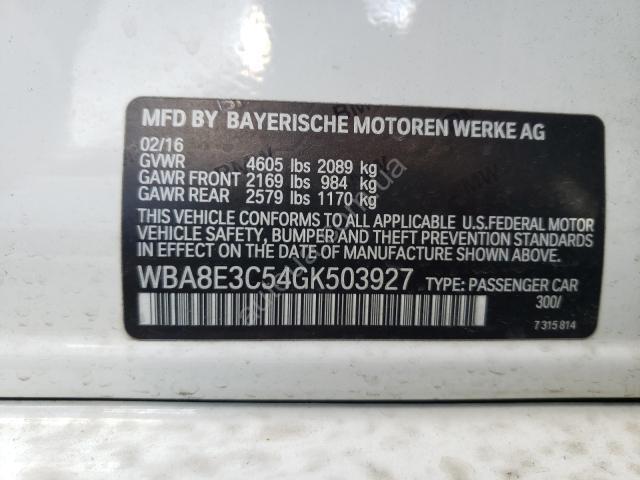 MFD BY BAYERISCHE MOTOREN WERKE AG
02/16
GVWR 4605 lbs 2089 kg
GAWR FRONT 2169 lbs 984 kg
GAWR REAR 2579 lbs 1170 kg
THIS VEHICLE CONFORMS TO ALL APPLICABLE U.S.FEDERAL MOTOR
VEHICLE SAFETY, BUMPER AND THEFT PREVENTION STANDARDS
IN EFFECT ON THE DATE OF MANUFACTURE SHOWN ABOVE.
WBA8E3C54GK503927 TYPE: PASSENGER CAR
300/
7 315 814